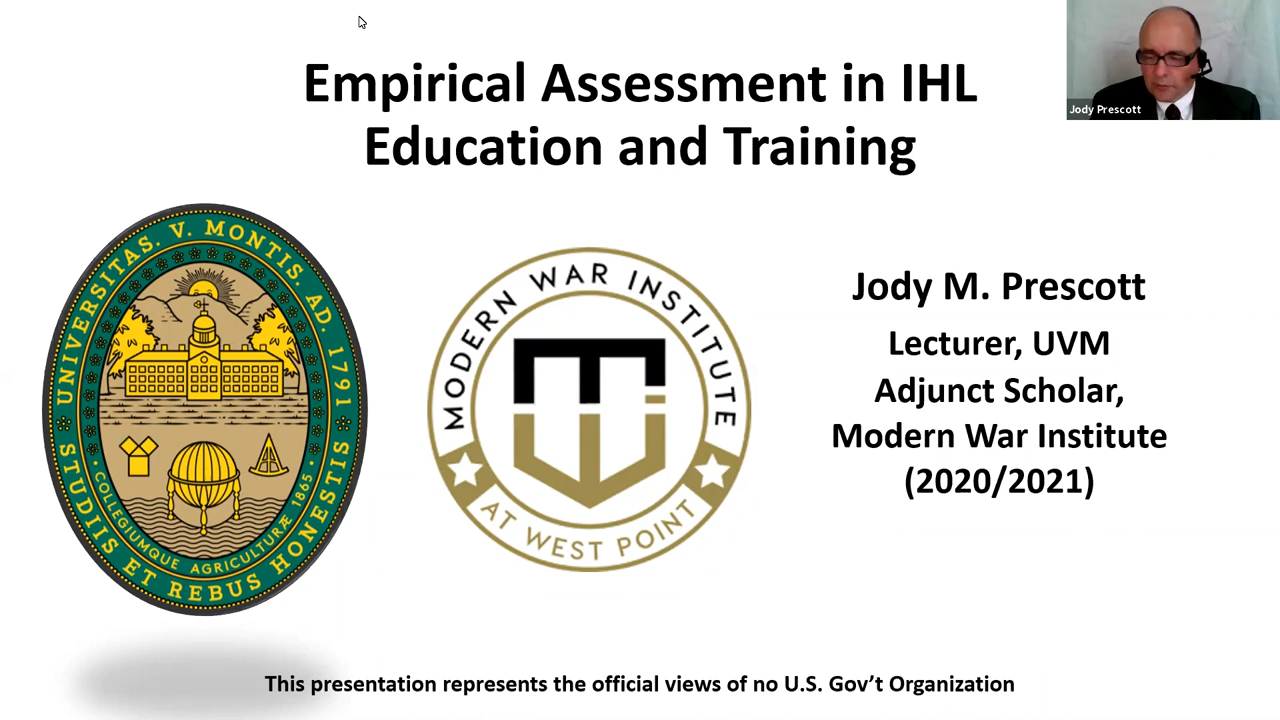 Empirical Assessment in IHL
Education and Training
Jody Prescott
UNIVERSITAS. V. MONTIS. AD. 1791
STUDIIS ET REBUS HONESTIS
COLLEGIUMQUE AGRICULTURÆ 1865
MODERN WAR INSTITUTE
AT WEST POINT
Jody M. Prescott
Lecturer, UVM
Adjunct Scholar,
Modern War Institute
(2020/2021)
This presentation represents the official views of no U.S. Gov’t Organization